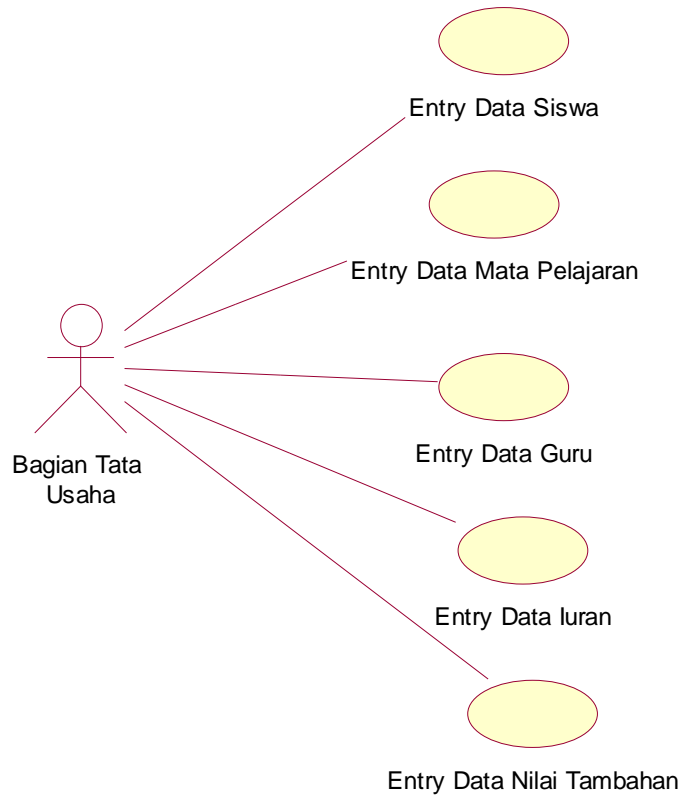 Entry Data Siswa
Entry Data Mata Pelajaran
Bagian Tata
Usaha
Entry Data Guru
Entry Data Iuran
Entry Data Nilai Tambahan